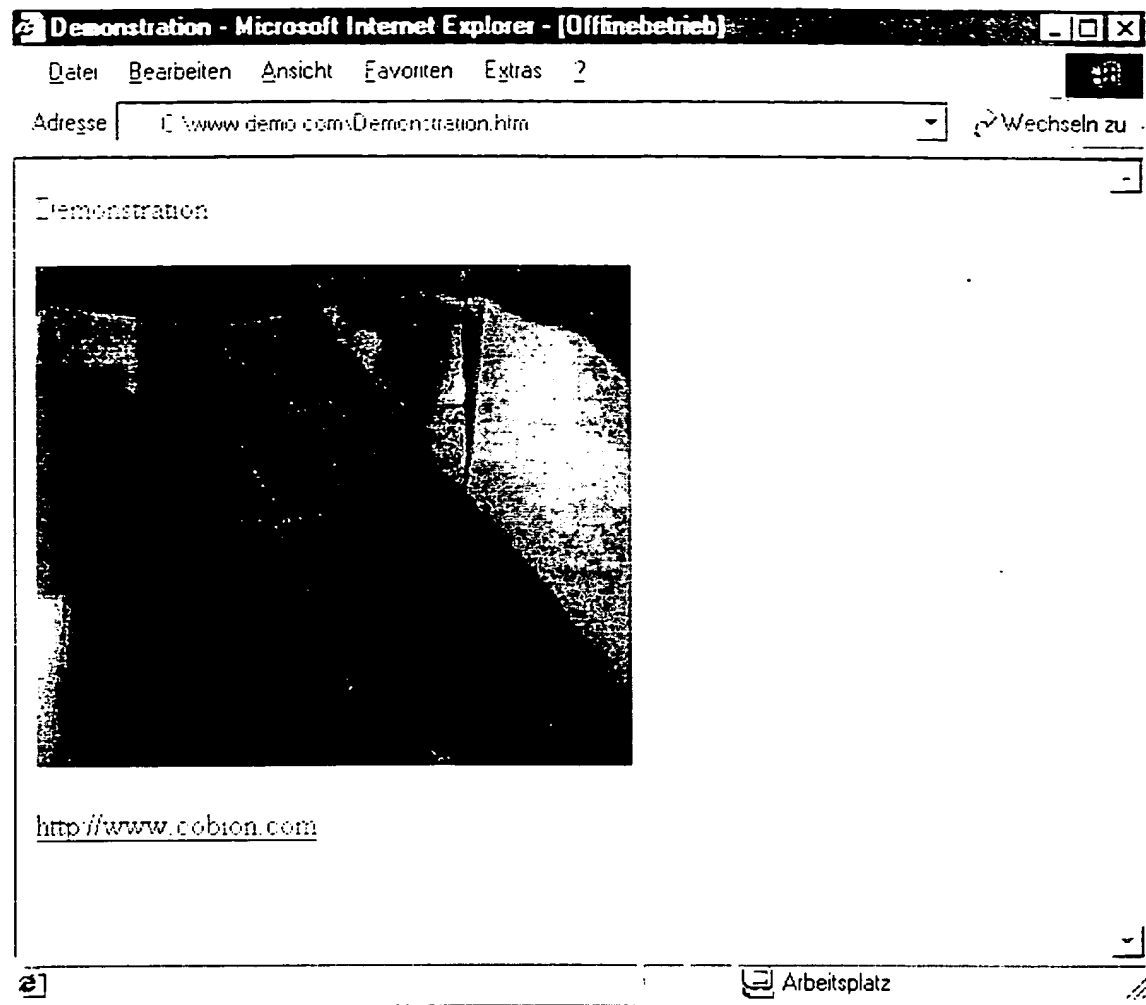 Demonstration - Microsoft Internet Explorer - [Offlinebetrieb]
Datei Bearbeiten Ansicht Favoriten Extras ?
Adresse C:\www.demo.com\Demonstration.htm Wechseln zu
Demonstration
http://www.cobion.com
Arbeitsplatz